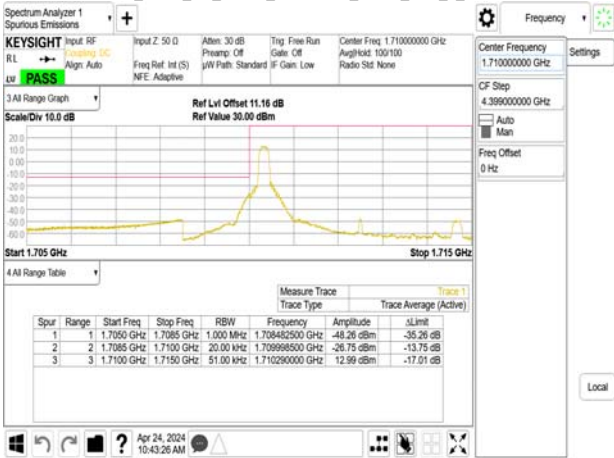 Spectrum Analyzer 1
Spurious Emissions
Frequency
KEYSIGHT
Input: RF
Coupling: DC
Align: Auto
Input Z: 50 Ω
Freq Ref: Int (S)
NFE: Adaptive
Atten: 30 dB
Preamp: Off
µW Path: Standard
Trig: Free Run
Gate: Off
IF Gain: Low
Center Freq: 1.710000000 GHz
Avg|Hold: 100/100
Radio Std: None
RL
PASS
Center Frequency
1.710000000 GHz
Settings
CF Step
4.399000000 GHz
Auto
Man
Freq Offset
0 Hz
3 All Range Graph
Scale/Div 10.0 dB
Ref Lvl Offset 11.16 dB
Ref Value 30.00 dBm
20.0
10.0
0.00
-10.0
-20.0
-30.0
-40.0
-50.0
-60.0
Start 1.705 GHz
Stop 1.715 GHz
4 All Range Table
Measure Trace Trace 1
Trace Type Trace Average (Active)
Spur Range Start Freq Stop Freq RBW Frequency Amplitude ΔLimit
1 1 1.7050 GHz 1.7085 GHz 1.000 MHz 1.708482500 GHz -48.26 dBm -35.26 dB
2 2 1.7085 GHz 1.7100 GHz 20.00 kHz 1.709998500 GHz -26.75 dBm -13.75 dB
3 3 1.7100 GHz 1.7150 GHz 51.00 kHz 1.710290000 GHz 12.99 dBm -17.01 dB
Local
?
Apr 24, 2024
10:43:26 AM